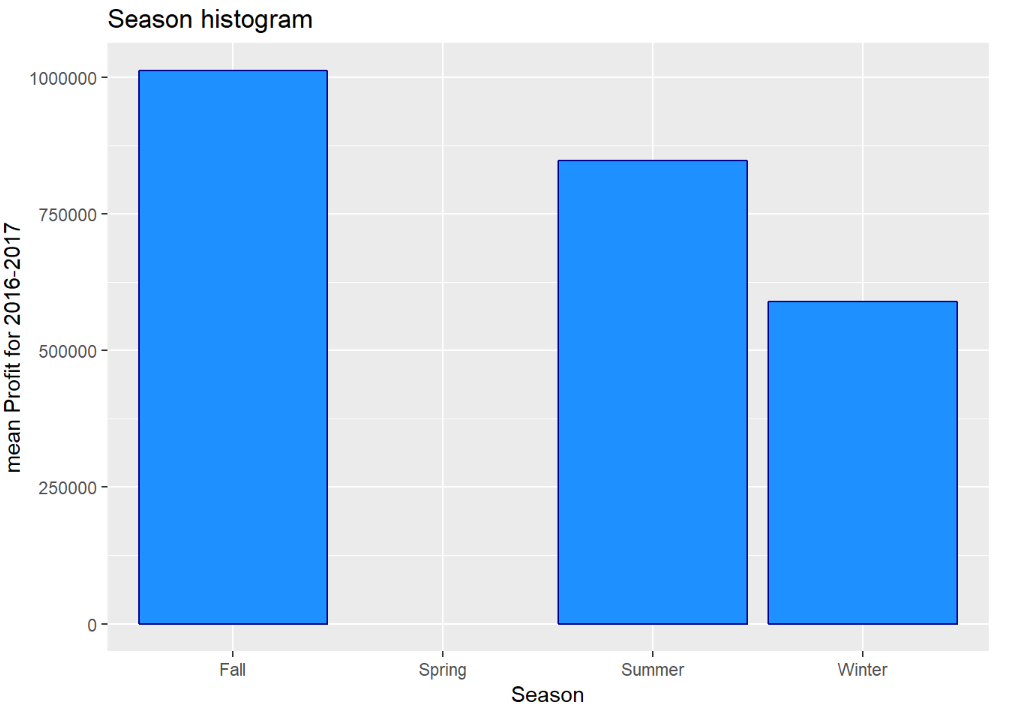 Season histogram
mean Profit for 2016-2017
1000000
750000
500000
250000
0
Fall
Spring
Summer
Winter
Season